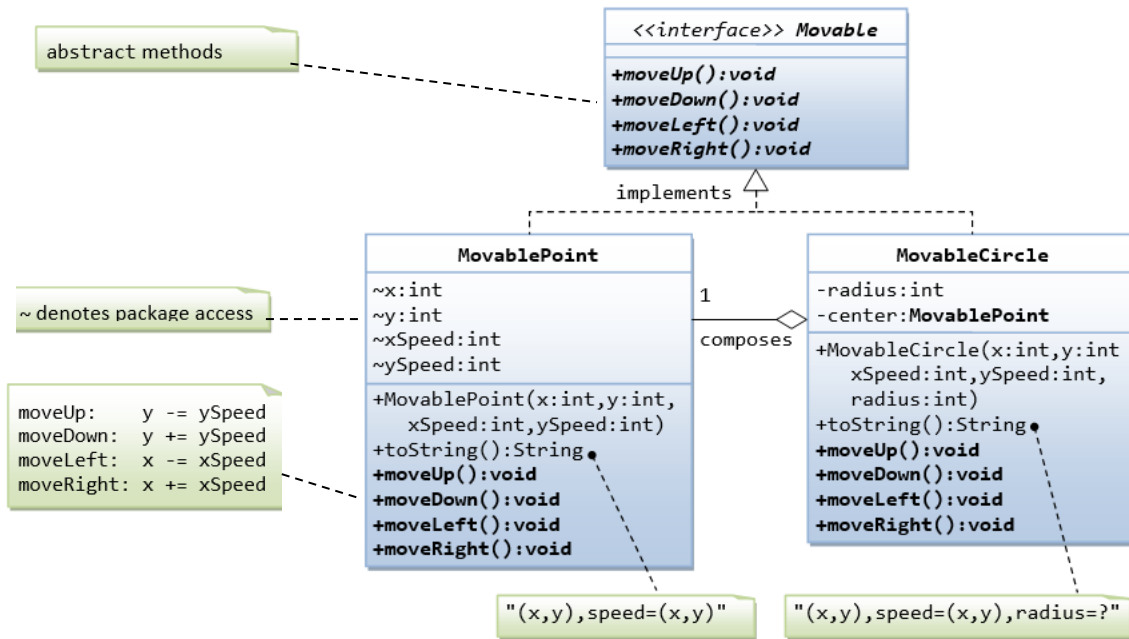 abstract methods
<<interface>> Movable
+moveUp():void
+moveDown():void
+moveLeft():void
+moveRight():void
implements
MovablePoint
~x:int
~y:int
~xSpeed:int
~ySpeed:int
+MovablePoint(x:int,y:int,
xSpeed:int,ySpeed:int)
+toString():String
+moveUp():void
+moveDown():void
+moveLeft():void
+moveRight():void
1
composes
MovableCircle
-radius:int
-center:MovablePoint
+MovableCircle(x:int,y:int
xSpeed:int,ySpeed:int,
radius:int)
+toString():String
+moveUp():void
+moveDown():void
+moveLeft():void
+moveRight():void
~ denotes package access
moveUp: y -= ySpeed
moveDown: y += ySpeed
moveLeft: x -= xSpeed
moveRight: x += xSpeed
"(x,y),speed=(x,y)"
"(x,y),speed=(x,y),radius=?"